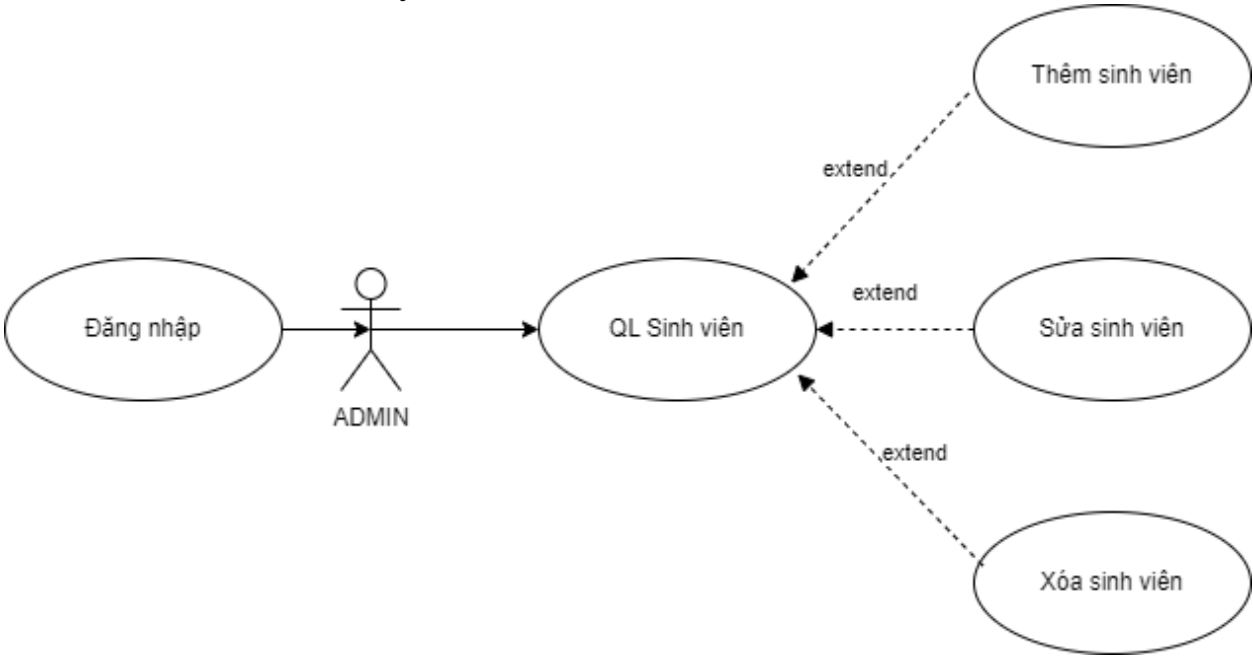 Thêm sinh viên
extend
extend
Đăng nhập
QL Sinh viên
Sửa sinh viên
ADMIN
extend
Xóa sinh viên